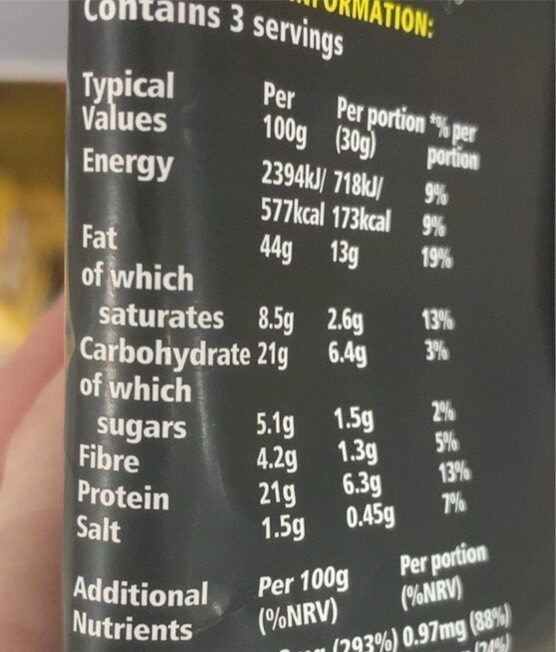 Contains 3 servings
INFORMATION:
Typical Values Per 100g Per portion (30g) *% per portion
Energy 2394kJ/ 718kJ/ 9%
577kcal 173kcal 9%
Fat 44g 13g 19%
of which
saturates 8.5g 2.6g 13%
Carbohydrate 21g 6.4g 3%
of which
sugars 5.1g 1.5g 2%
Fibre 4.2g 1.3g 5%
Protein 21g 6.3g 13%
Salt 1.5g 0.45g 7%
Additional Nutrients Per 100g (%NRV) Per portion (%NRV)
(293%) 0.97mg (88%)
(24%)